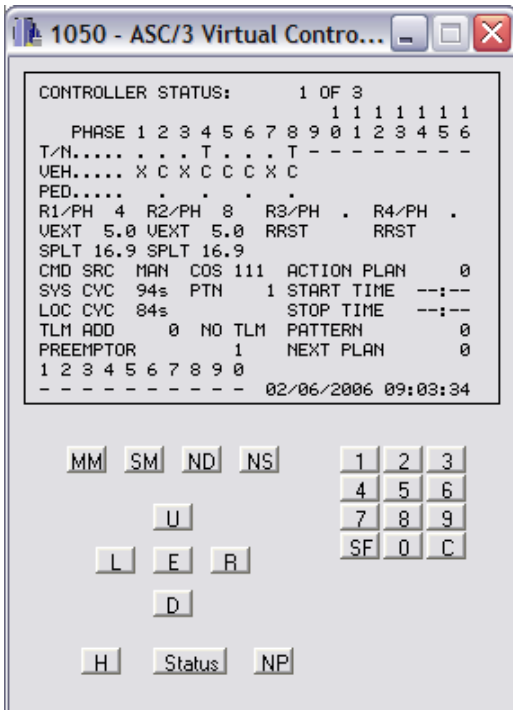 1050 - ASC/3 Virtual Contro...
CONTROLLER STATUS: 1 OF 3
1 1 1 1 1 1 1
PHASE 1 2 3 4 5 6 7 8 9 0 1 2 3 4 5 6
T/N..... . . . T . . . T - - - - - - - -
VEH..... X C X C C C X C
PED..... . . . .
R1/PH 4 R2/PH 8 R3/PH . R4/PH .
VEXT 5.0 VEXT 5.0 RRST RRST
SPLT 16.9 SPLT 16.9
CMD SRC MAN COS 111 ACTION PLAN 0
SYS CYC 94s PTN 1 START TIME --:--
LOC CYC 84s STOP TIME --:--
TLM ADD 0 NO TLM PATTERN 0
PREEMPTOR 1 NEXT PLAN 0
1 2 3 4 5 6 7 8 9 0
- - - - - - - - - - 02/06/2006 09:03:34
MM SM ND NS 1 2 3
4 5 6
U 7 8 9
L E R SF 0 C
D
H Status NP